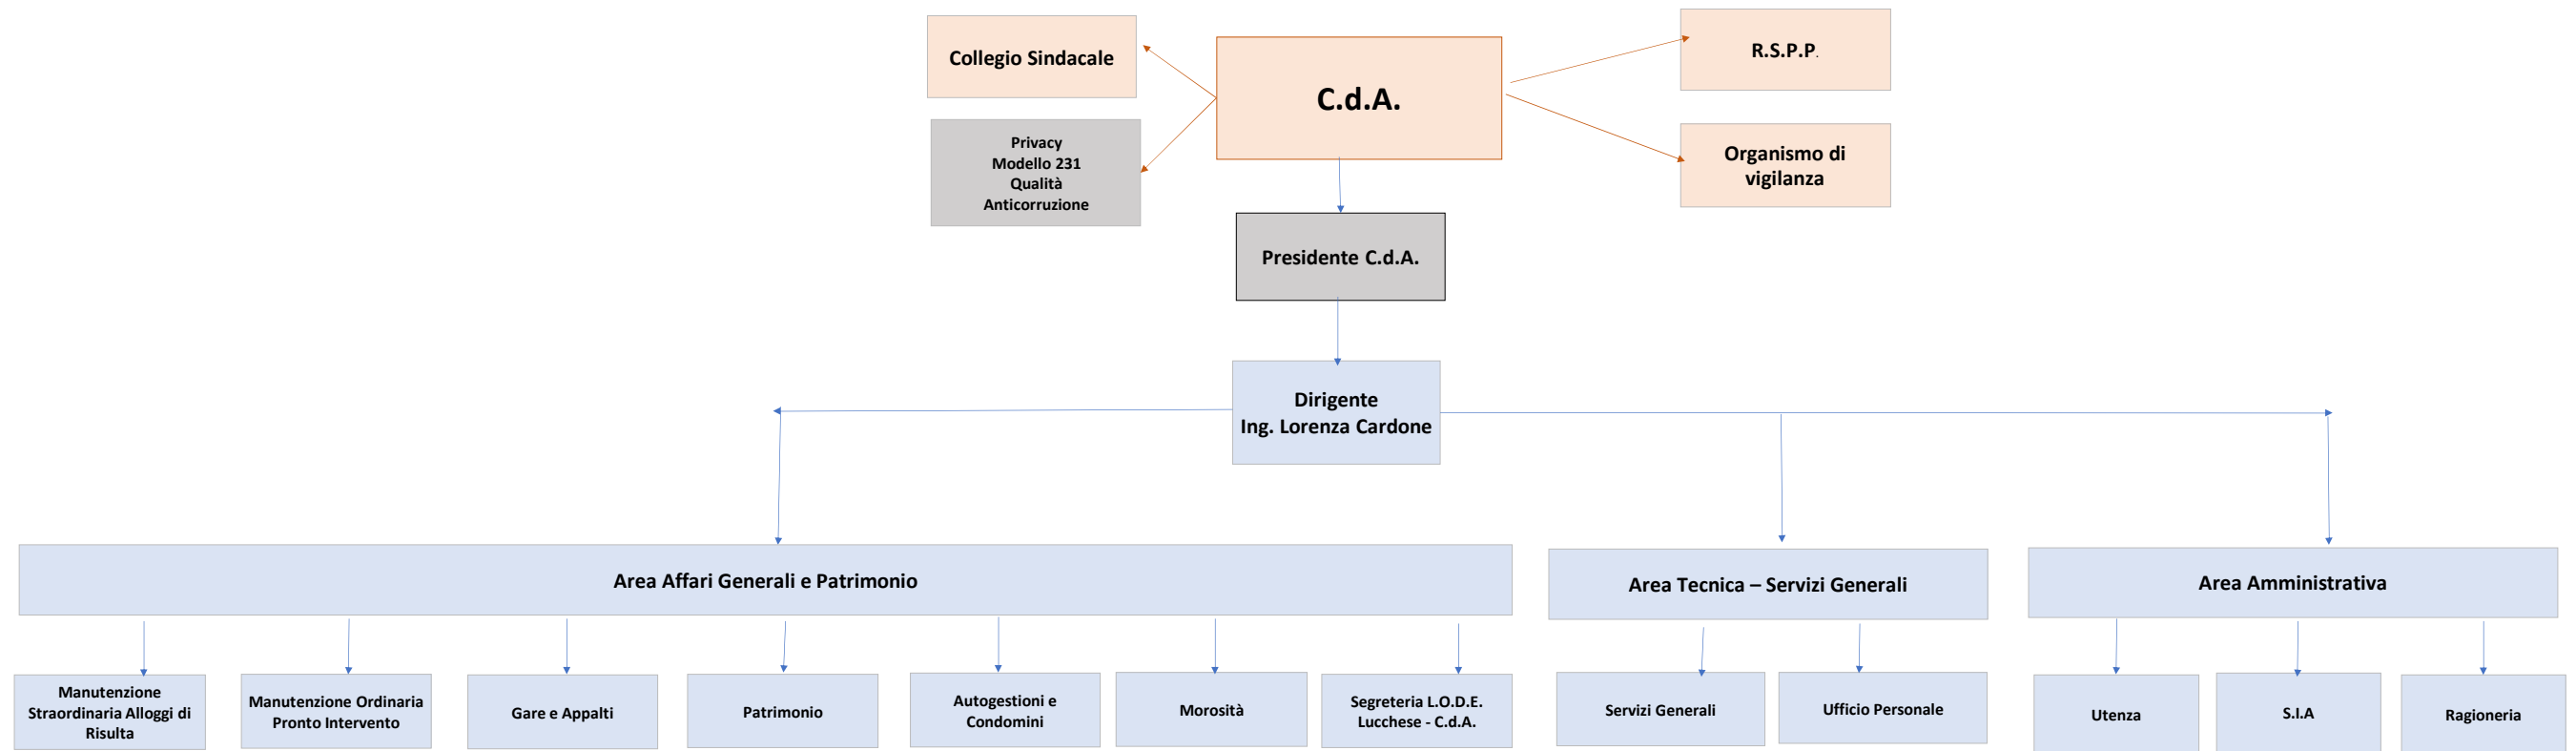 Collegio Sindacale
C.d.A.
R.S.P.P.
Privacy
Modello 231
Qualità
Anticorruzione
Organismo di
vigilanza
Presidente C.d.A.
Dirigente
Ing. Lorenza Cardone
Area Affari Generali e Patrimonio
Area Tecnica – Servizi Generali
Area Amministrativa
Manutenzione
Straordinaria Alloggi di
Risulta
Manutenzione Ordinaria
Pronto Intervento
Gare e Appalti
Patrimonio
Autogestioni e
Condomini
Morosità
Segreteria L.O.D.E.
Lucchese - C.d.A.
Servizi Generali
Ufficio Personale
Utenza
S.I.A
Ragioneria